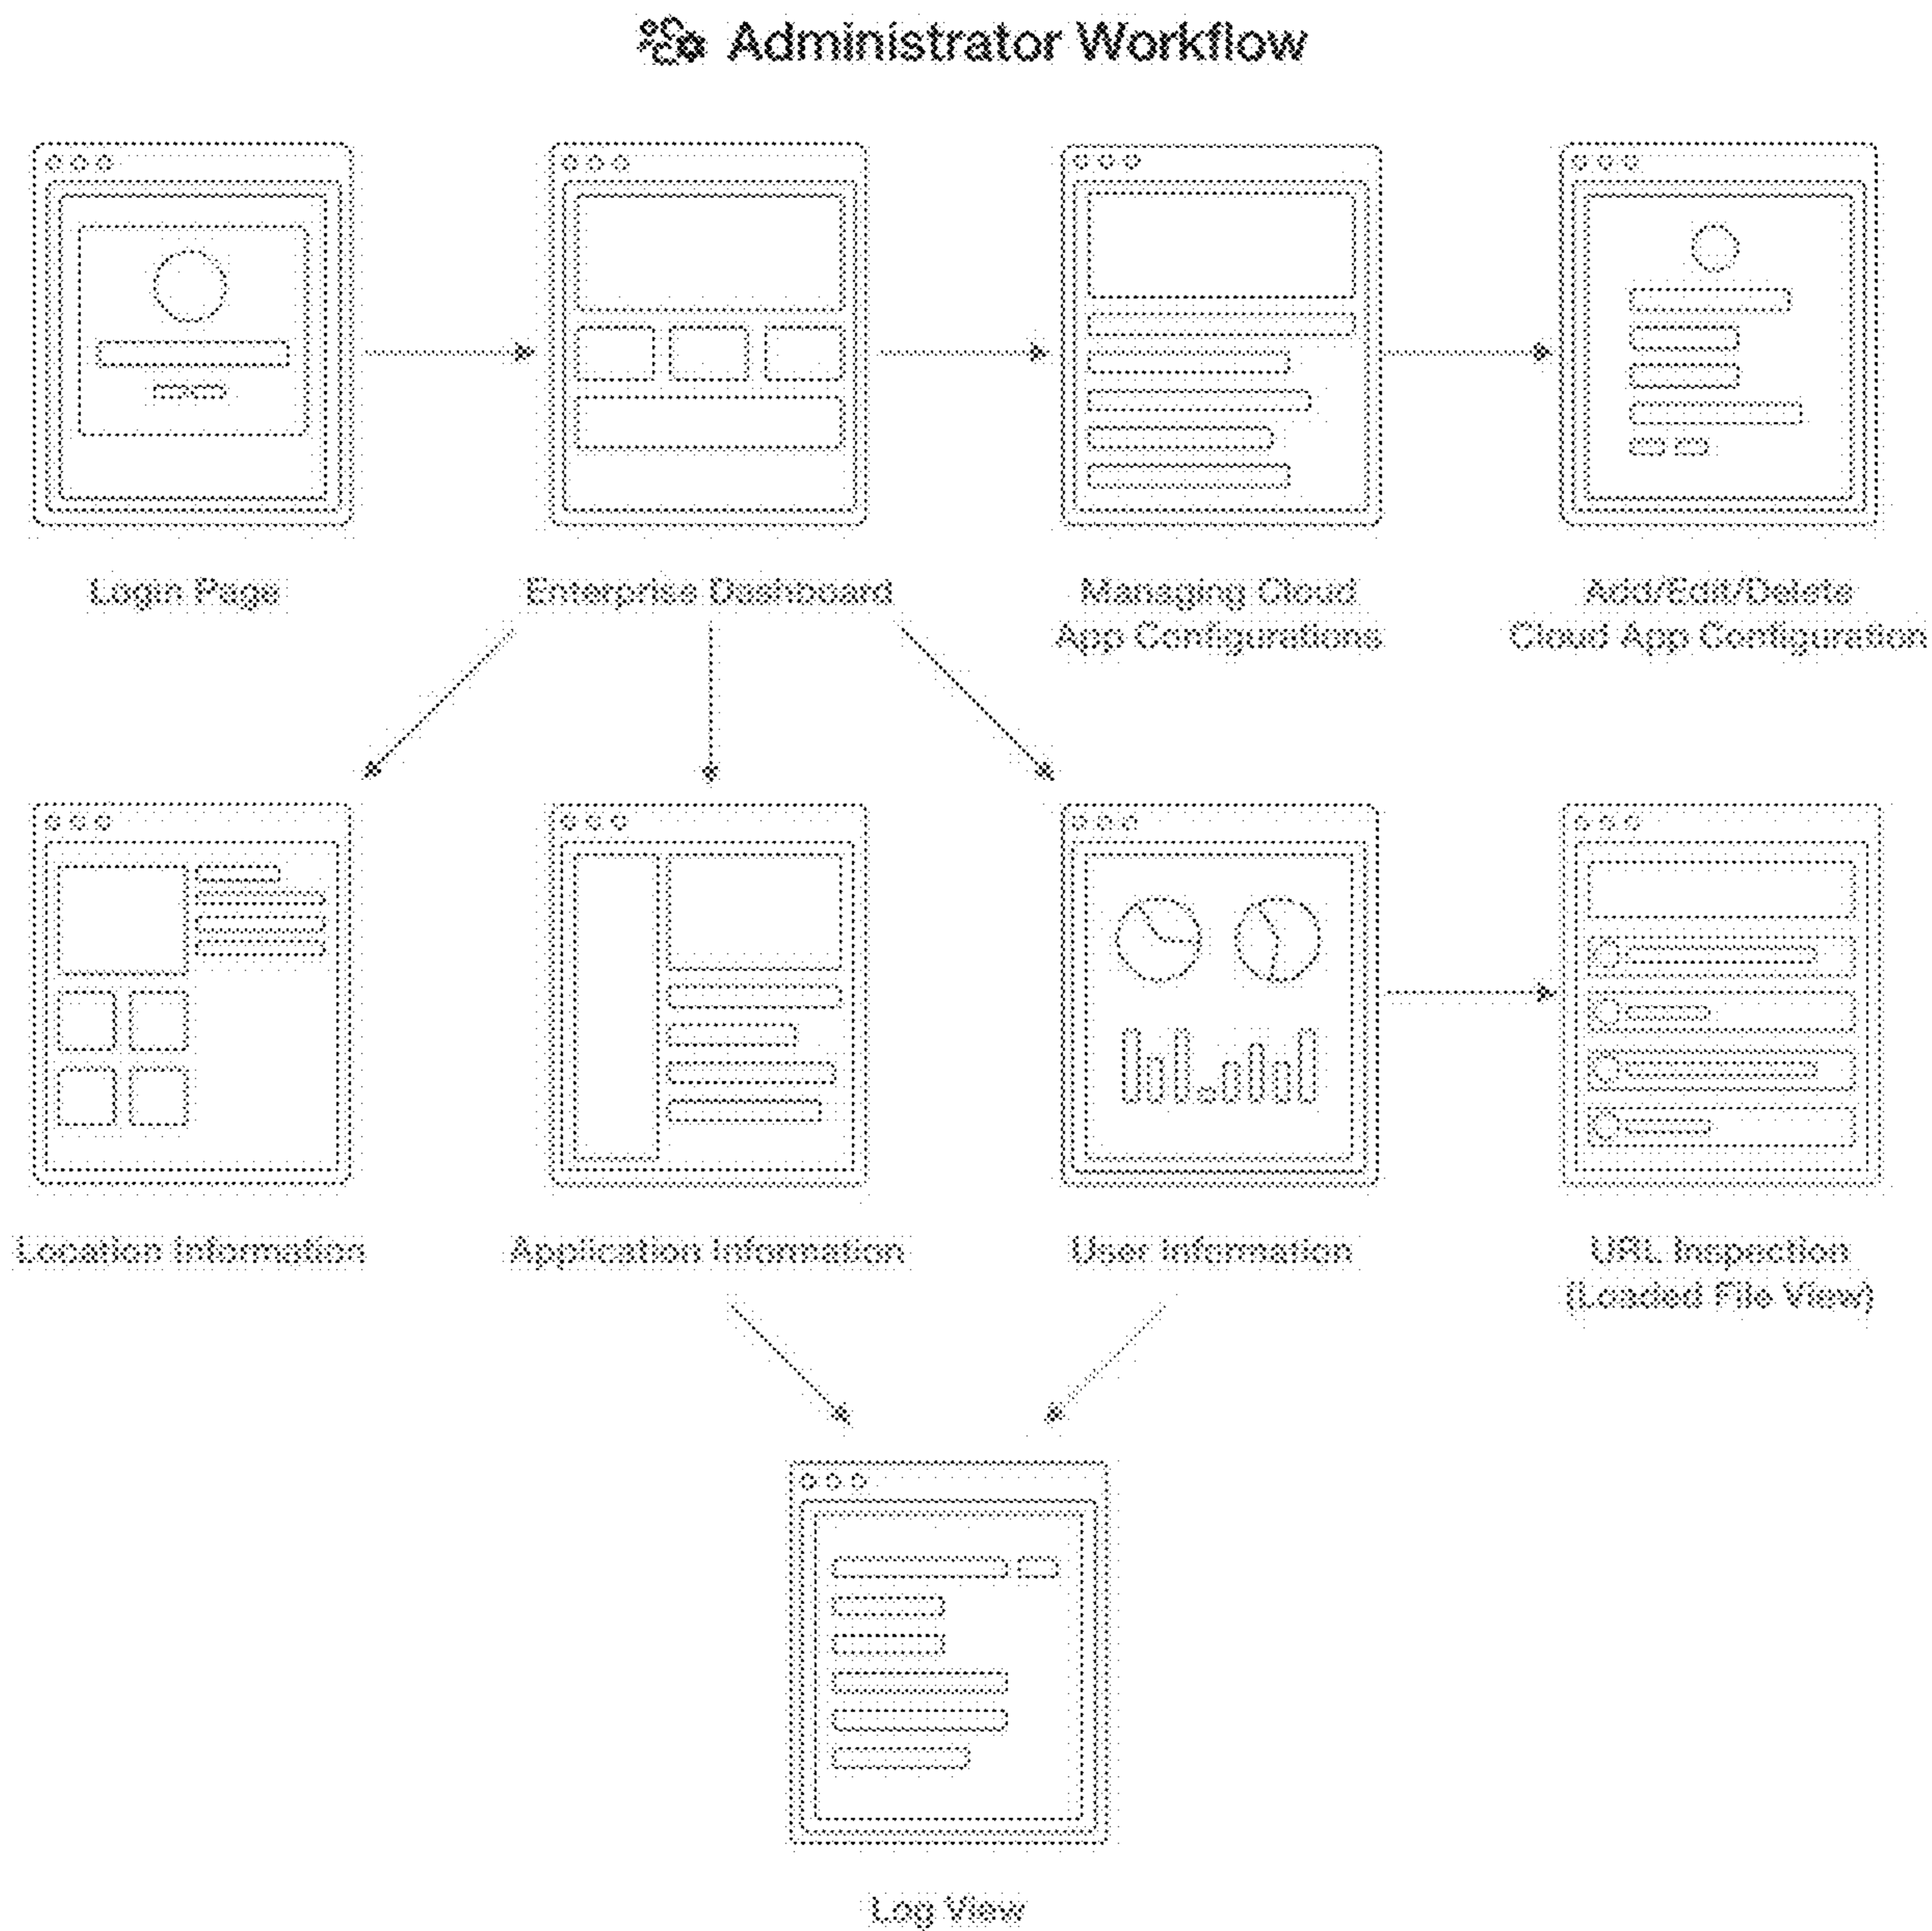 Administrator Workflow
Login Page
Enterprise Dashboard
Managing Cloud
App Configurations
Add/Edit/Delete
Cloud App Configuration
Location Information
Application Information
User Information
URL Inspection
(Loaded File View)
Log View